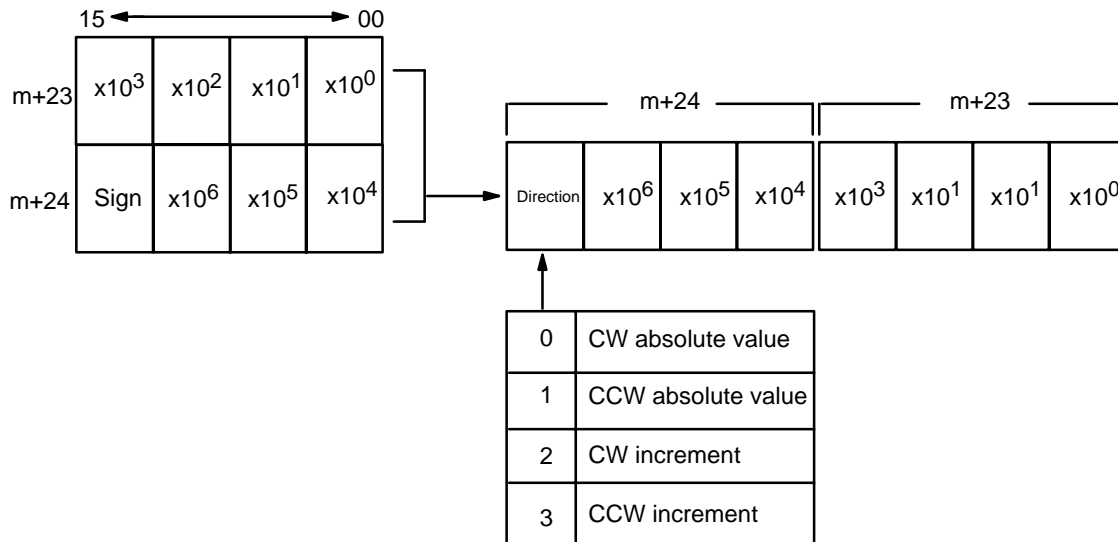 15 00
m+23 x10³ x10² x10¹ x10⁰
m+24 Sign x10⁶ x10⁵ x10⁴
m+24 m+23
Direction x10⁶ x10⁵ x10⁴ x10³ x10¹ x10¹ x10⁰
0 CW absolute value
1 CCW absolute value
2 CW increment
3 CCW increment